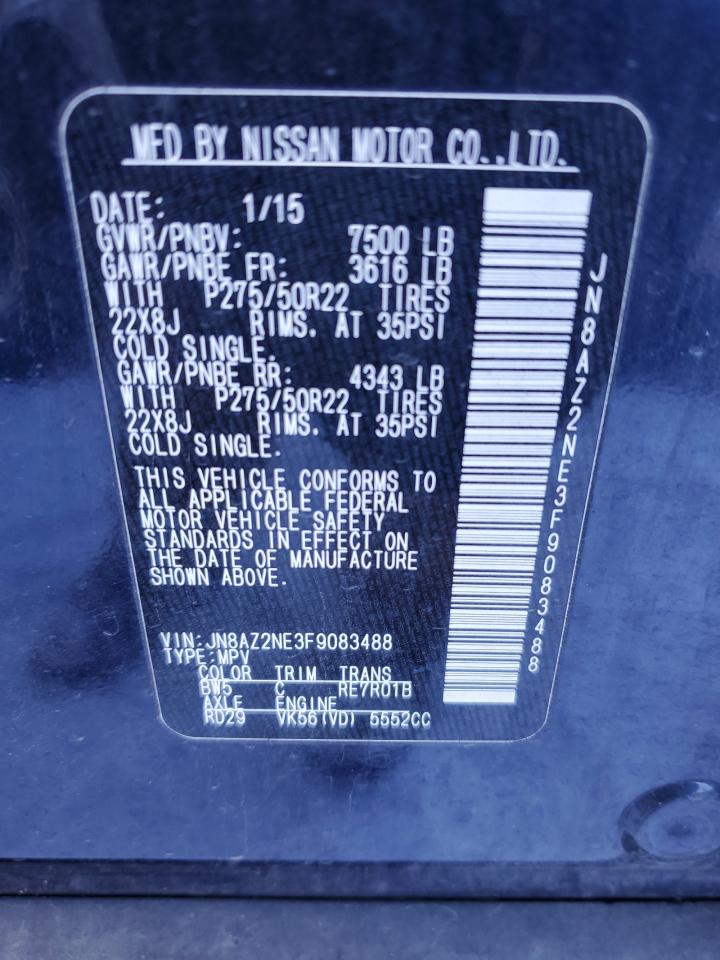 MFD BY NISSAN MOTOR CO.,LTD.
DATE: 1/15
GVWR/PNBV: 7500 LB
GAWR/PNBE FR: 3616 LB
WITH P275/50R22 TIRES
22X8J RIMS. AT 35PSI
COLD SINGLE.
GAWR/PNBE RR: 4343 LB
WITH P275/50R22 TIRES
22X8J RIMS. AT 35PSI
COLD SINGLE.
THIS VEHICLE CONFORMS TO
ALL APPLICABLE FEDERAL
MOTOR VEHICLE SAFETY
STANDARDS IN EFFECT ON
THE DATE OF MANUFACTURE
SHOWN ABOVE.
VIN:JN8AZ2NE3F9083488
TYPE:MPV
COLOR TRIM TRANS
BW5 C RE7R01B
AXLE ENGINE
RD29 VK56(VD) 5552CC
JN8AZ2NE3F9083488